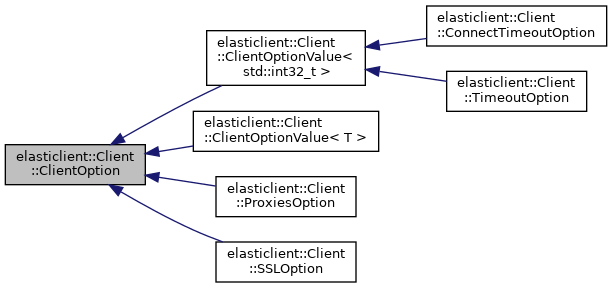 elasticlient::Client
::ClientOption
elasticlient::Client
::ClientOptionValue<
std::int32_t >
elasticlient::Client
::ConnectTimeoutOption
elasticlient::Client
::TimeoutOption
elasticlient::Client
::ClientOptionValue< T >
elasticlient::Client
::ProxiesOption
elasticlient::Client
::SSLOption